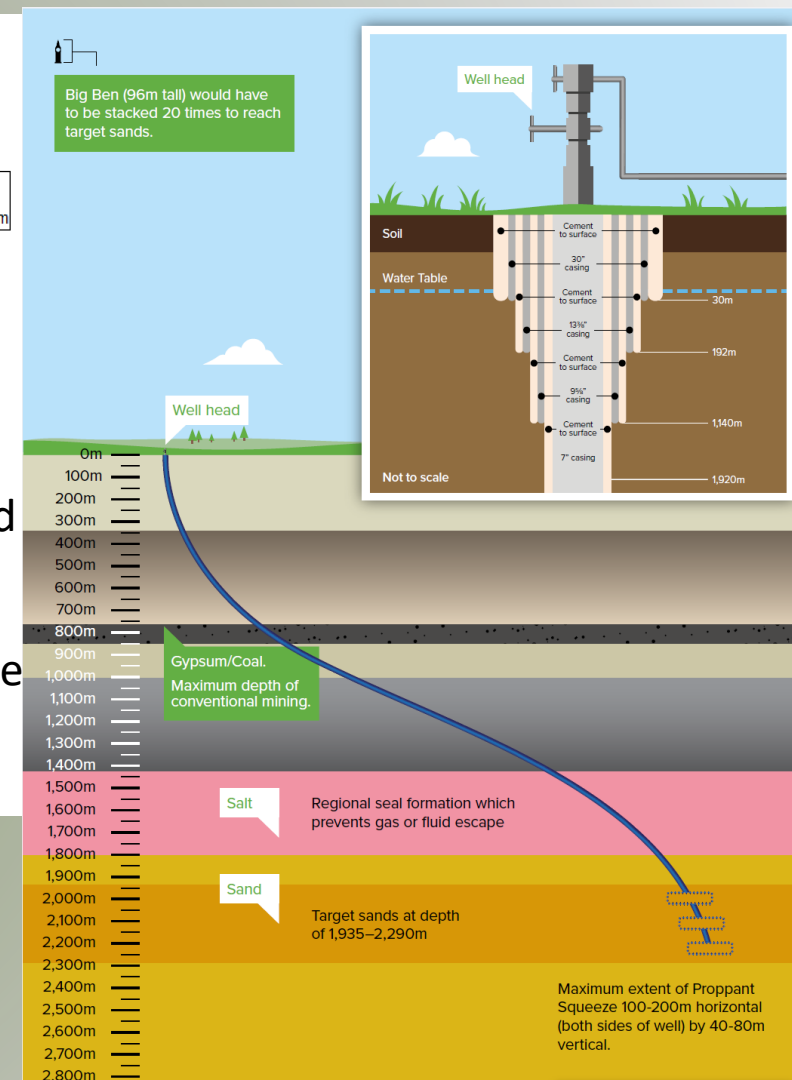 Big Ben (96m tall) would have
to be stacked 20 times to reach
target sands.
m
d
e
Well head
Soil
Water Table
Cement
to surface
30"
casing
Cement
to surface
30m
13⅜"
casing
192m
Cement
to surface
9⅝"
casing
1,140m
Cement
to surface
7" casing
Not to scale
1,920m
Well head
0m
100m
200m
300m
400m
500m
600m
700m
800m
900m
1,000m
1,100m
1,200m
1,300m
1,400m
1,500m
1,600m
1,700m
1,800m
1,900m
2,000m
2,100m
2,200m
2,300m
2,400m
2,500m
2,600m
2,700m
2,800m
Gypsum/Coal.
Maximum depth of
conventional mining.
Salt
Regional seal formation which
prevents gas or fluid escape
Sand
Target sands at depth
of 1,935–2,290m
Maximum extent of Proppant
Squeeze 100-200m horizontal
(both sides of well) by 40-80m
vertical.